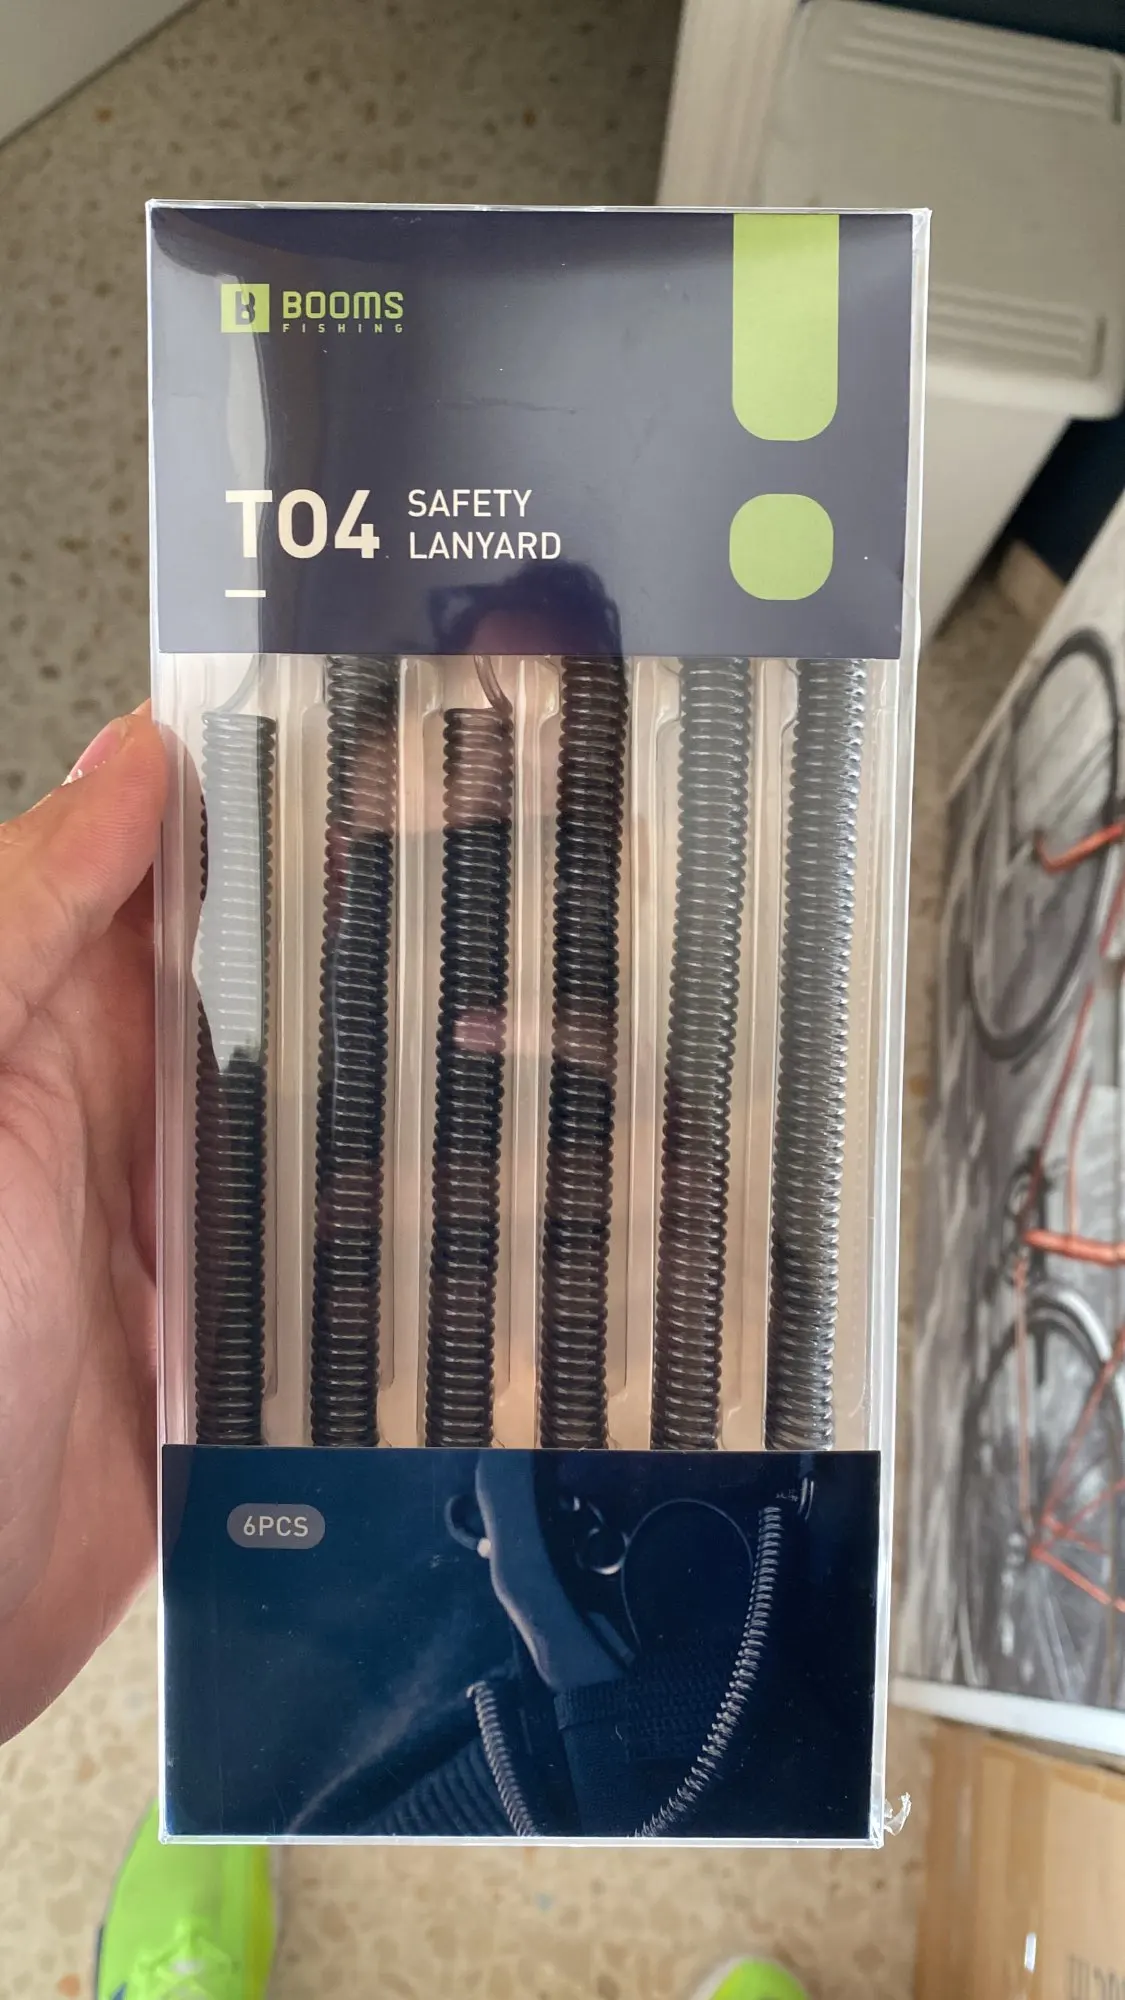 B BOOMS
FISHING
T04 SAFETY
LANYARD
6PCS